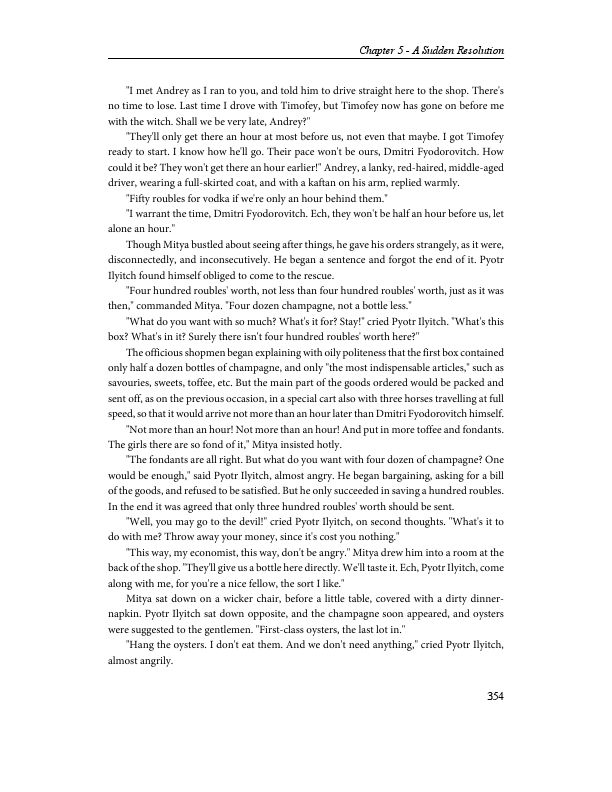 Chapter 5 - A Sudden Resolution
"I met Andrey as I ran to you, and told him to drive straight here to the shop. There's
no time to lose. Last time I drove with Timofey, but Timofey now has gone on before me
with the witch. Shall we be very late, Andrey?"
"They'll only get there an hour at most before us, not even that maybe. I got Timofey
ready to start. I know how he'll go. Their pace won't be ours, Dmitri Fyodorovitch. How
could it be? They won't get there an hour earlier!" Andrey, a lanky, red-haired, middle-aged
driver, wearing a full-skirted coat, and with a kaftan on his arm, replied warmly.
"Fifty roubles for vodka if we're only an hour behind them."
"I warrant the time, Dmitri Fyodorovitch. Ech, they won't be half an hour before us, let
alone an hour."
Though Mitya bustled about seeing after things, he gave his orders strangely, as it were,
disconnectedly, and inconsecutively. He began a sentence and forgot the end of it. Pyotr
Ilyitch found himself obliged to come to the rescue.
"Four hundred roubles' worth, not less than four hundred roubles' worth, just as it was
then," commanded Mitya. "Four dozen champagne, not a bottle less."
"What do you want with so much? What's it for? Stay!" cried Pyotr Ilyitch. "What's this
box? What's in it? Surely there isn't four hundred roubles' worth here?"
The officious shopmen began explaining with oily politeness that the first box contained
only half a dozen bottles of champagne, and only "the most indispensable articles," such as
savouries, sweets, toffee, etc. But the main part of the goods ordered would be packed and
sent off, as on the previous occasion, in a special cart also with three horses travelling at full
speed, so that it would arrive not more than an hour later than Dmitri Fyodorovitch himself.
"Not more than an hour! Not more than an hour! And put in more toffee and fondants.
The girls there are so fond of it," Mitya insisted hotly.
"The fondants are all right. But what do you want with four dozen of champagne? One
would be enough," said Pyotr Ilyitch, almost angry. He began bargaining, asking for a bill
of the goods, and refused to be satisfied. But he only succeeded in saving a hundred roubles.
In the end it was agreed that only three hundred roubles' worth should be sent.
"Well, you may go to the devil!" cried Pyotr Ilyitch, on second thoughts. "What's it to
do with me? Throw away your money, since it's cost you nothing."
"This way, my economist, this way, don't be angry." Mitya drew him into a room at the
back of the shop. "They'll give us a bottle here directly. We'll taste it. Ech, Pyotr Ilyitch, come
along with me, for you're a nice fellow, the sort I like."
Mitya sat down on a wicker chair, before a little table, covered with a dirty dinner-
napkin. Pyotr Ilyitch sat down opposite, and the champagne soon appeared, and oysters
were suggested to the gentlemen. "First-class oysters, the last lot in."
"Hang the oysters. I don't eat them. And we don't need anything," cried Pyotr Ilyitch,
almost angrily.
354